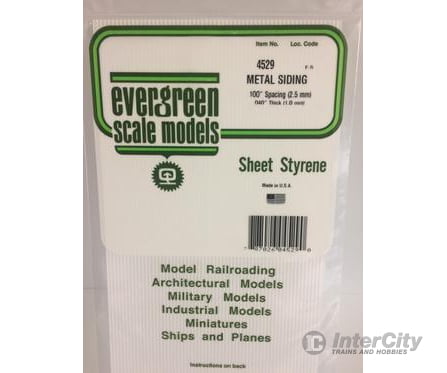 Item No. Loc. Code
4529
METAL SIDING
100" Spacing (2.5 mm)
040" Thick (1.0 mm)
evergreen
scale models
Sheet Styrene
Made in U.S.A.
Model Railroading
Architectural Models
Military Models
Industrial Models
Miniatures
Ships and Planes
Instructions on back
InterCity
TRAINS AND HOBBIES